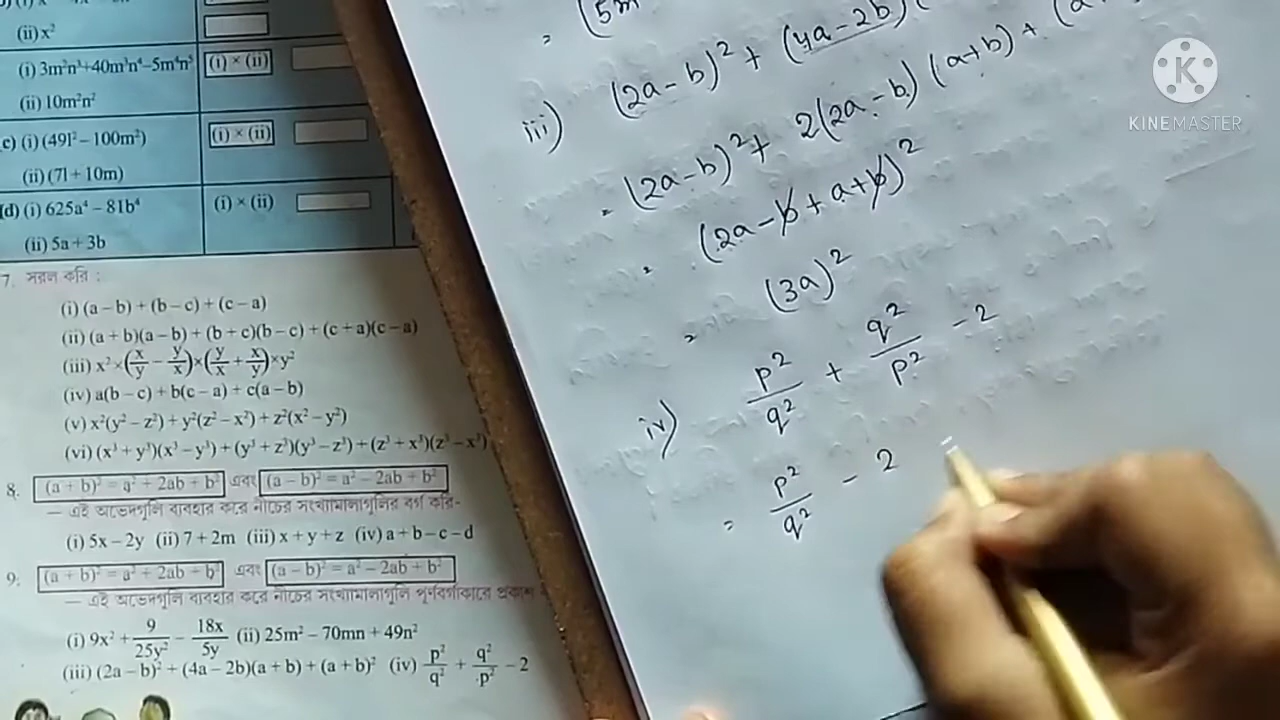 (ii) x²
(i) 3m²n³+40m³n⁴–5m⁴n⁵ (i) × (ii)
(ii) 10m²n²
(c) (i) (49l² – 100m²) (i) × (ii)
(ii) (7l + 10m)
(d) (i) 625a⁴ – 81b⁴ (i) × (ii)
(ii) 5a + 3b
7. সরল করি :
(i) (a – b) + (b – c) + (c – a)
(ii) (a + b)(a – b) + (b + c)(b – c) + (c + a)(c – a)
(iii) x² × (x/y – y/x) × (y/x + x/y) × y²
(iv) a(b – c) + b(c – a) + c(a – b)
(v) x²(y² – z²) + y²(z² – x²) + z²(x² – y²)
(vi) (x³ + y³)(x³ – y³) + (y³ + z³)(y³ – z³) + (z³ + x³)(z³ – x³)
8. (a + b)² = a² + 2ab + b² এবং (a – b)² = a² – 2ab + b²
— এই অভেদগুলি ব্যবহার করে নীচের সংখ্যামালাগুলির বর্গ করি-
(i) 5x – 2y (ii) 7 + 2m (iii) x + y + z (iv) a + b – c – d
9. (a + b)² = a² + 2ab + b² এবং (a – b)² = a² – 2ab + b²
— এই অভেদগুলি ব্যবহার করে নীচের সংখ্যামালাগুলি পূর্ণবর্গাকারে প্রকাশ
(i) 9x² + 9/25y² – 18x/5y (ii) 25m² – 70mn + 49n²
(iii) (2a – b)² + (4a – 2b)(a + b) + (a + b)² (iv) p²/q² + q²/p² – 2
= (5m
iii) (2a – b)² + (4a – 2b)
= (2a – b)² + 2(2a – b) (a+b) + (a
= (2a – b + a + b)²
= (3a)²
iv) p²/q² + q²/p² – 2
= p²/q² – 2
KINEMASTER